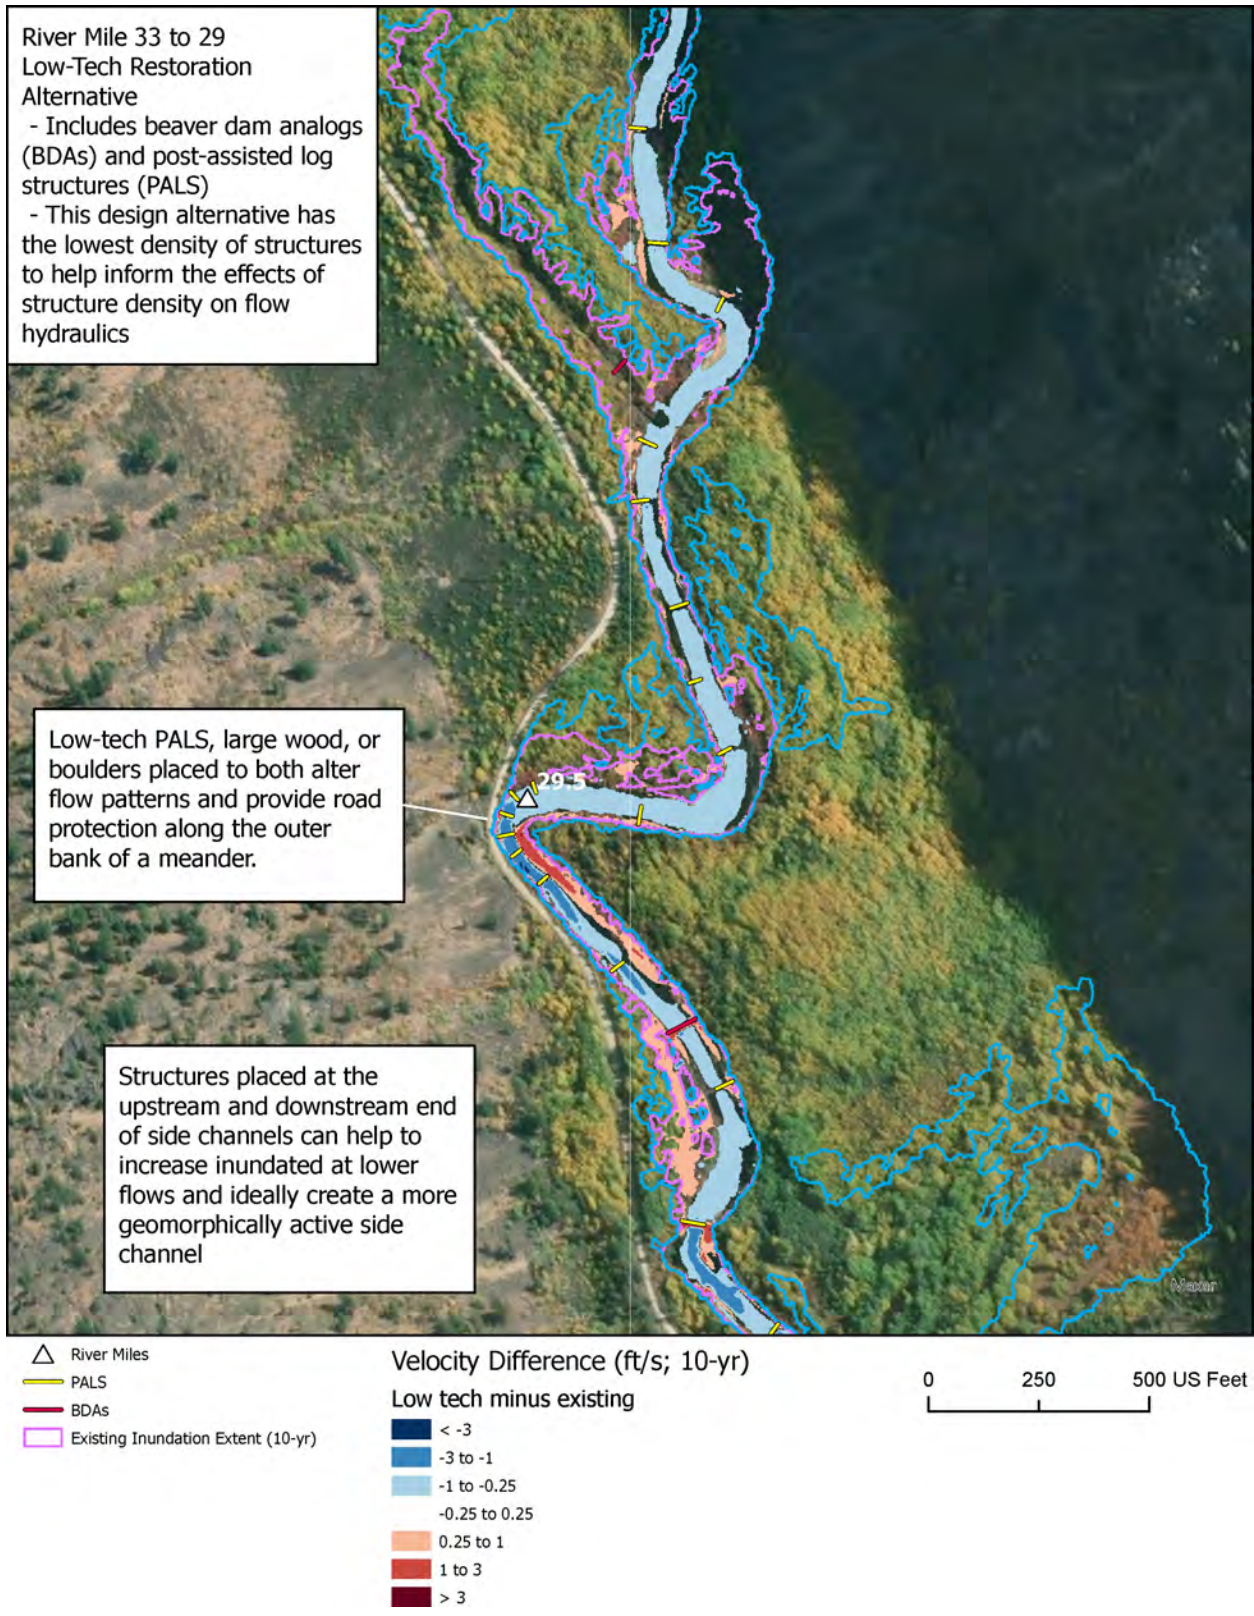 River Mile 33 to 29
Low-Tech Restoration
Alternative
- Includes beaver dam analogs
(BDAs) and post-assisted log
structures (PALS)
- This design alternative has
the lowest density of structures
to help inform the effects of
structure density on flow
hydraulics
29.5
Low-tech PALS, large wood, or
boulders placed to both alter
flow patterns and provide road
protection along the outer
bank of a meander.
Structures placed at the
upstream and downstream end
of side channels can help to
increase inundated at lower
flows and ideally create a more
geomorphically active side
channel
Maxar
River Miles
PALS
BDAs
Existing Inundation Extent (10-yr)
Velocity Difference (ft/s; 10-yr)
Low tech minus existing
< -3
-3 to -1
-1 to -0.25
-0.25 to 0.25
0.25 to 1
1 to 3
> 3
0 250 500 US Feet